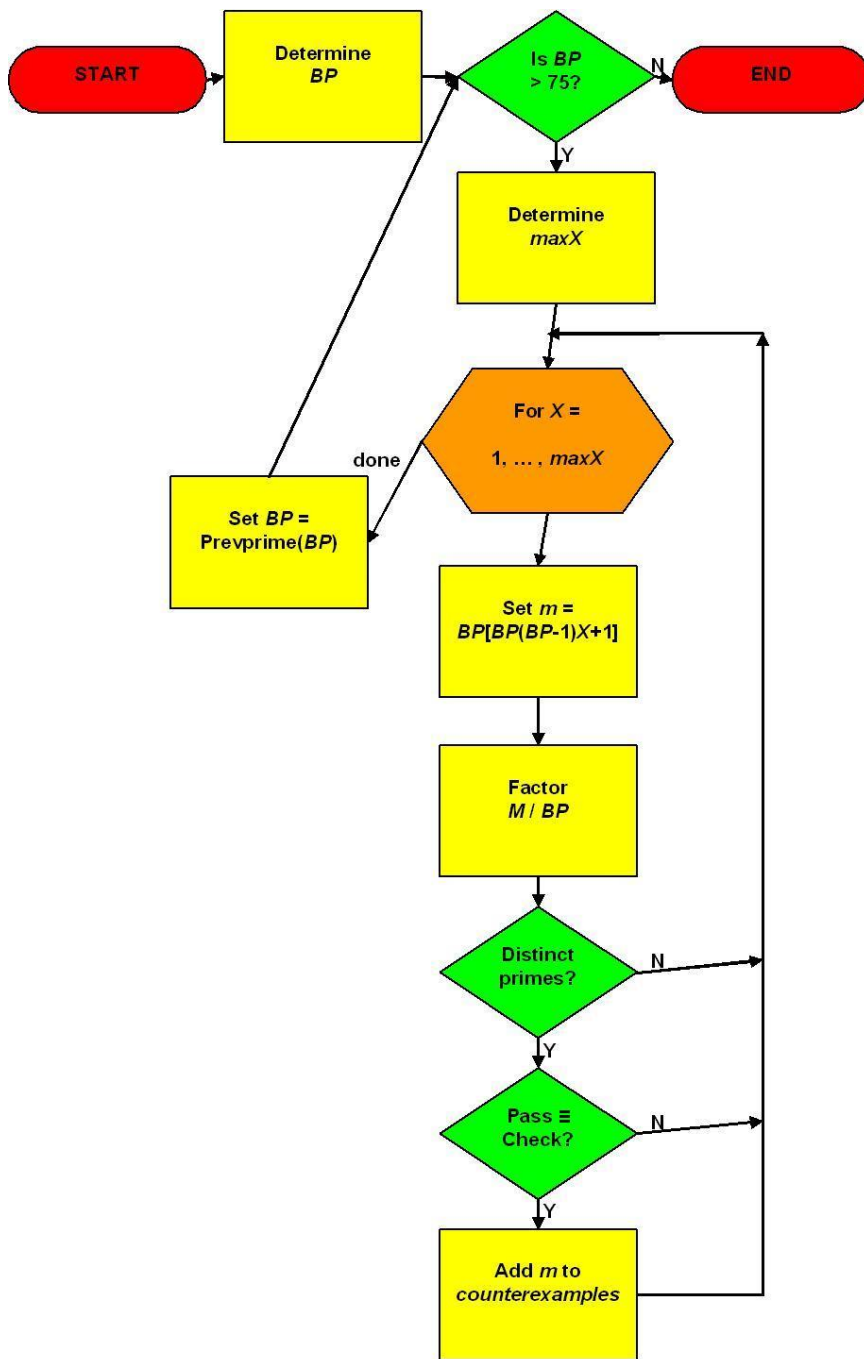 START
Determine
BP
Is BP
> 75?
N
END
Y
Determine
maxX
For X =
1, ... , maxX
done
Set BP =
Prevprime(BP)
Set m =
BP[BP(BP-1)X+1]
Factor
M / BP
Distinct
primes?
N
Y
Pass ≡
Check?
N
Y
Add m to
counterexamples